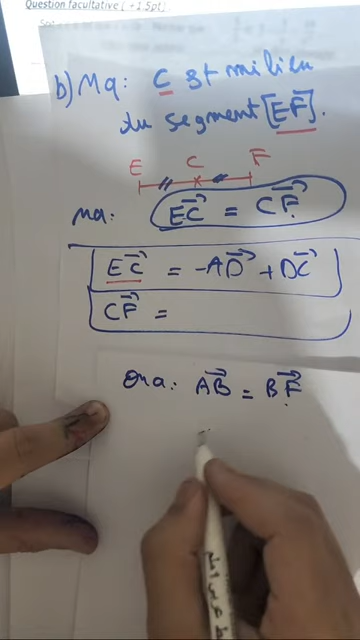 Question facultative ( +1.5pt)
b) Mq: C est milieu
du segment [EF].
E C F
mq: EC = CF
EC = -AD + DC
CF =
On a: AB = BF